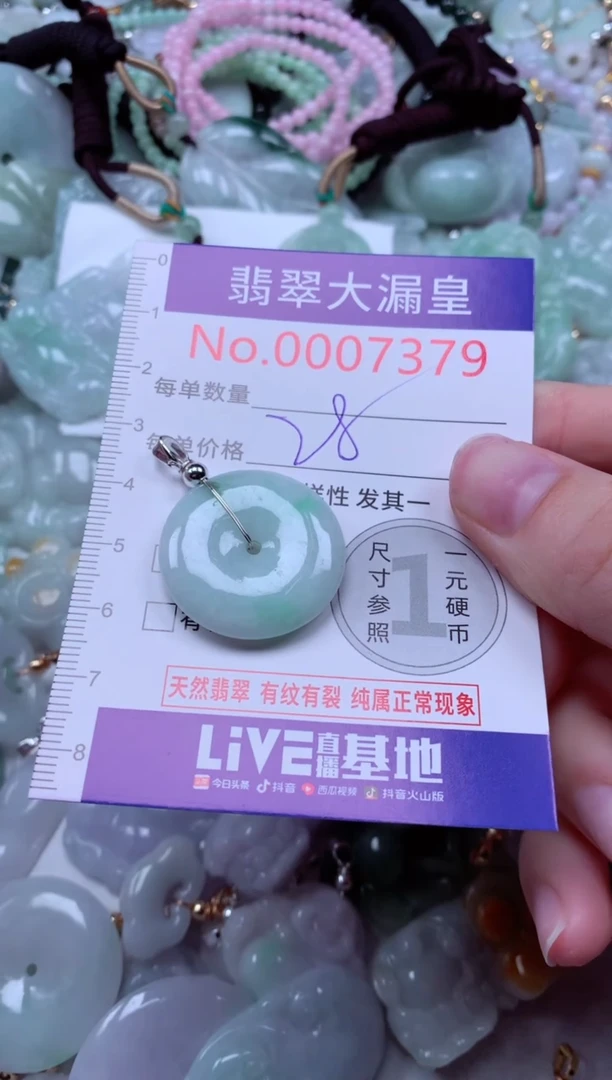 0
翡翠大漏皇
1
No.0007379
2
每单数量
3
28
每单价格
4
样性 发其一
5
尺寸参照
1
一元硬币
6
有
7
天然翡翠 有纹有裂 纯属正常现象
8
LiVE直播基地
今日头条 抖音 西瓜视频 抖音火山版